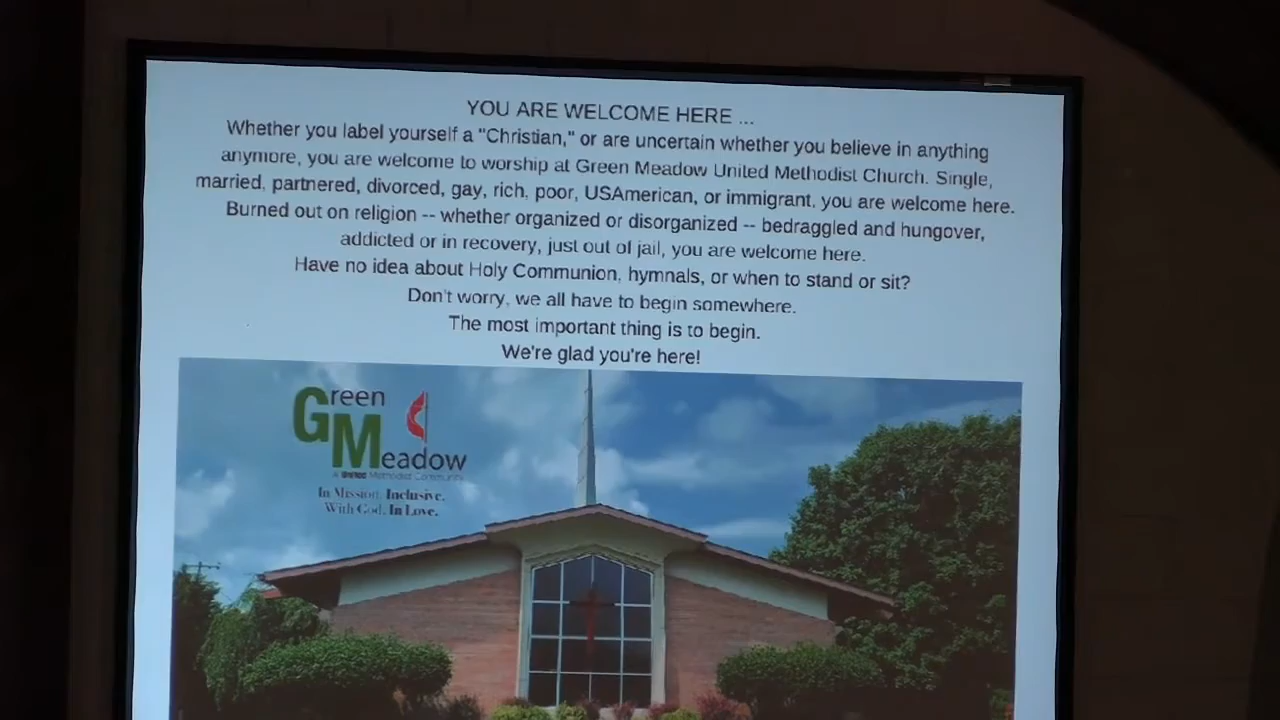 YOU ARE WELCOME HERE ...
Whether you label yourself a "Christian," or are uncertain whether you believe in anything
anymore, you are welcome to worship at Green Meadow United Methodist Church. Single,
married, partnered, divorced, gay, rich, poor, USAmerican, or immigrant, you are welcome here.
Burned out on religion -- whether organized or disorganized -- bedraggled and hungover,
addicted or in recovery, just out of jail, you are welcome here.
Have no idea about Holy Communion, hymnals, or when to stand or sit?
Don't worry, we all have to begin somewhere.
The most important thing is to begin.
We're glad you're here!
Green
Meadow
A United Methodist Community
In Mission. Inclusive.
With God. In Love.